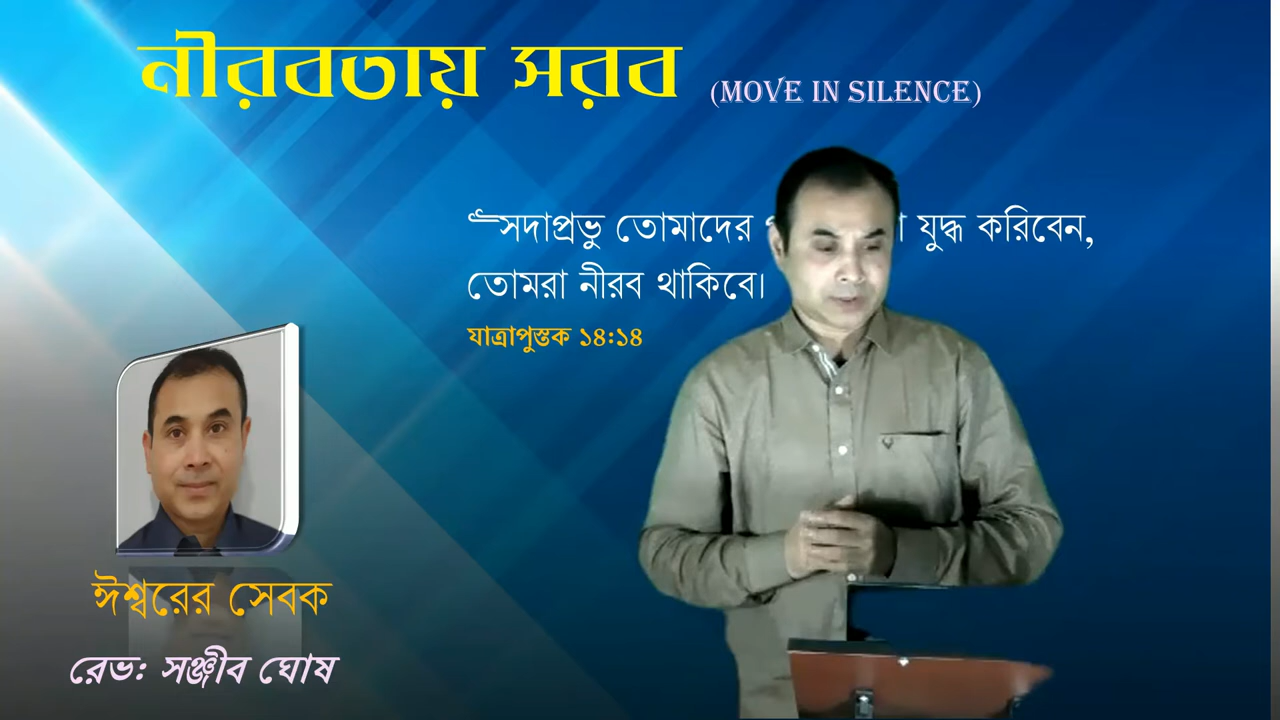 নীরবতায় সরব (MOVE IN SILENCE)
সদাপ্রভু তোমাদের যুদ্ধ করিবেন,
তোমরা নীরব থাকিবে।
যাত্রাপুস্তক ১৪:১৪
ঈশ্বরের সেবক
রেভঃ সঞ্জীব ঘোষ